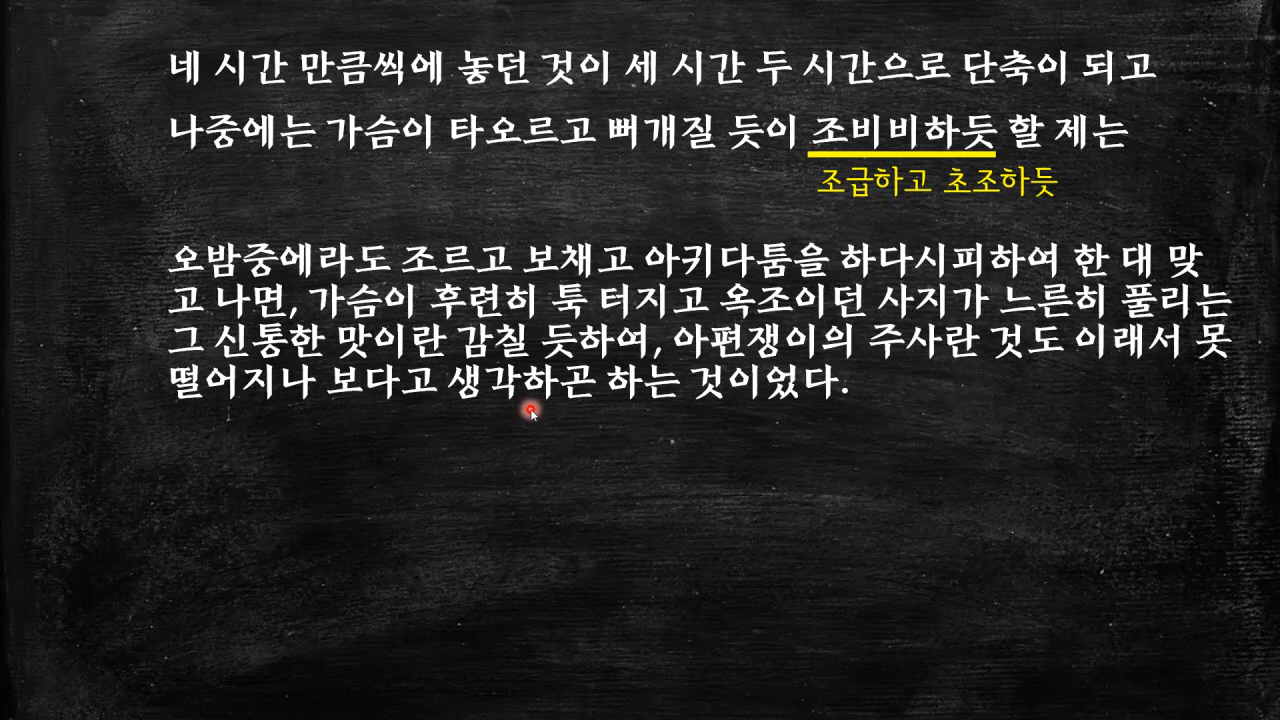 네 시간 만큼씩에 놓던 것이 세 시간 두 시간으로 단축이 되고
나중에는 가슴이 타오르고 뻐개질 듯이 조비비하듯 할 제는
조급하고 초조하듯
오밤중에라도 조르고 보채고 아키다툼을 하다시피하여 한 대 맞
고 나면, 가슴이 후련히 툭 터지고 옥조이던 사지가 느른히 풀리는
그 신통한 맛이란 감칠 듯하여, 아편쟁이의 주사란 것도 이래서 못
떨어지나 보다고 생각하곤 하는 것이었다.